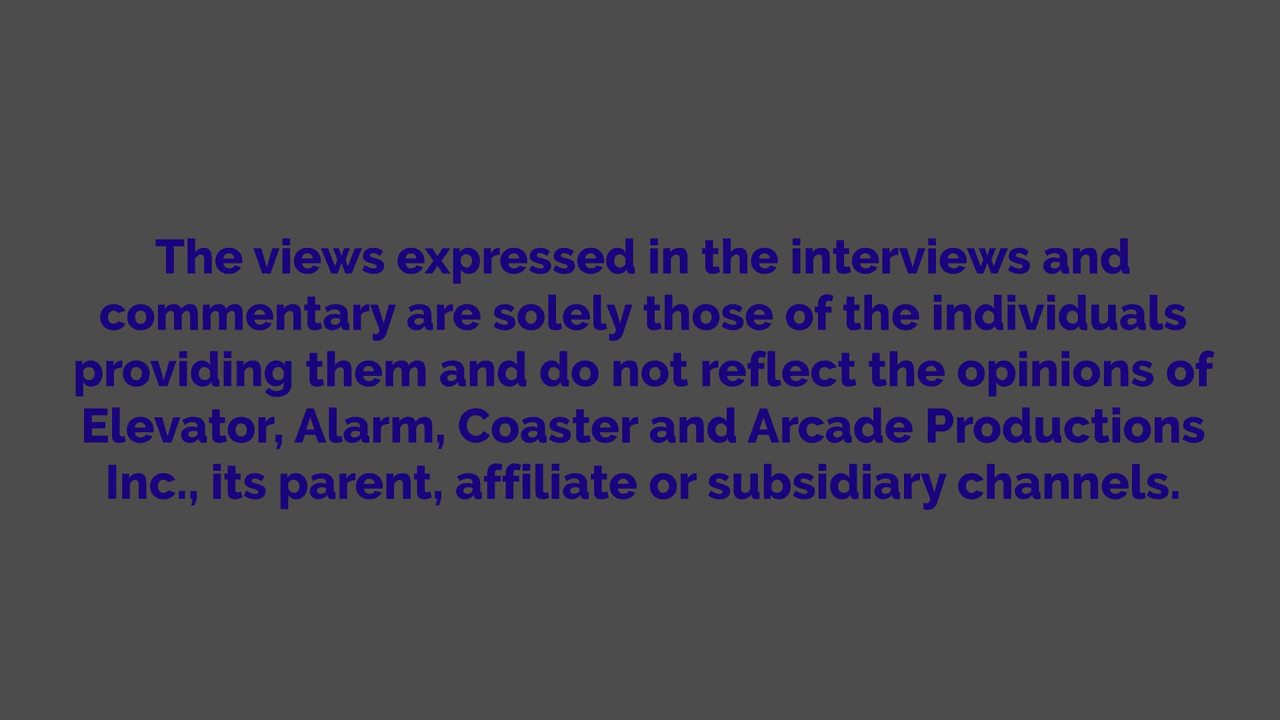 The views expressed in the interviews and
commentary are solely those of the individuals
providing them and do not reflect the opinions of
Elevator, Alarm, Coaster and Arcade Productions
Inc., its parent, affiliate or subsidiary channels.